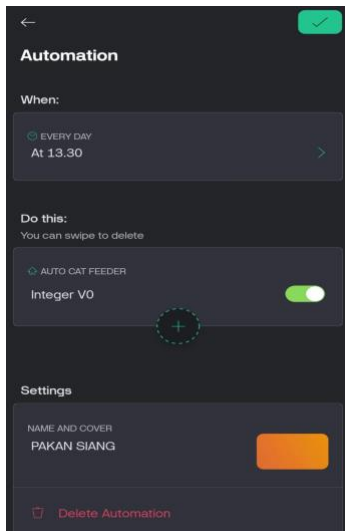 Automation
When:
EVERY DAY
At 13.30
Do this:
You can swipe to delete
AUTO CAT FEEDER
Integer V0
Settings
NAME AND COVER
PAKAN SIANG
Delete Automation